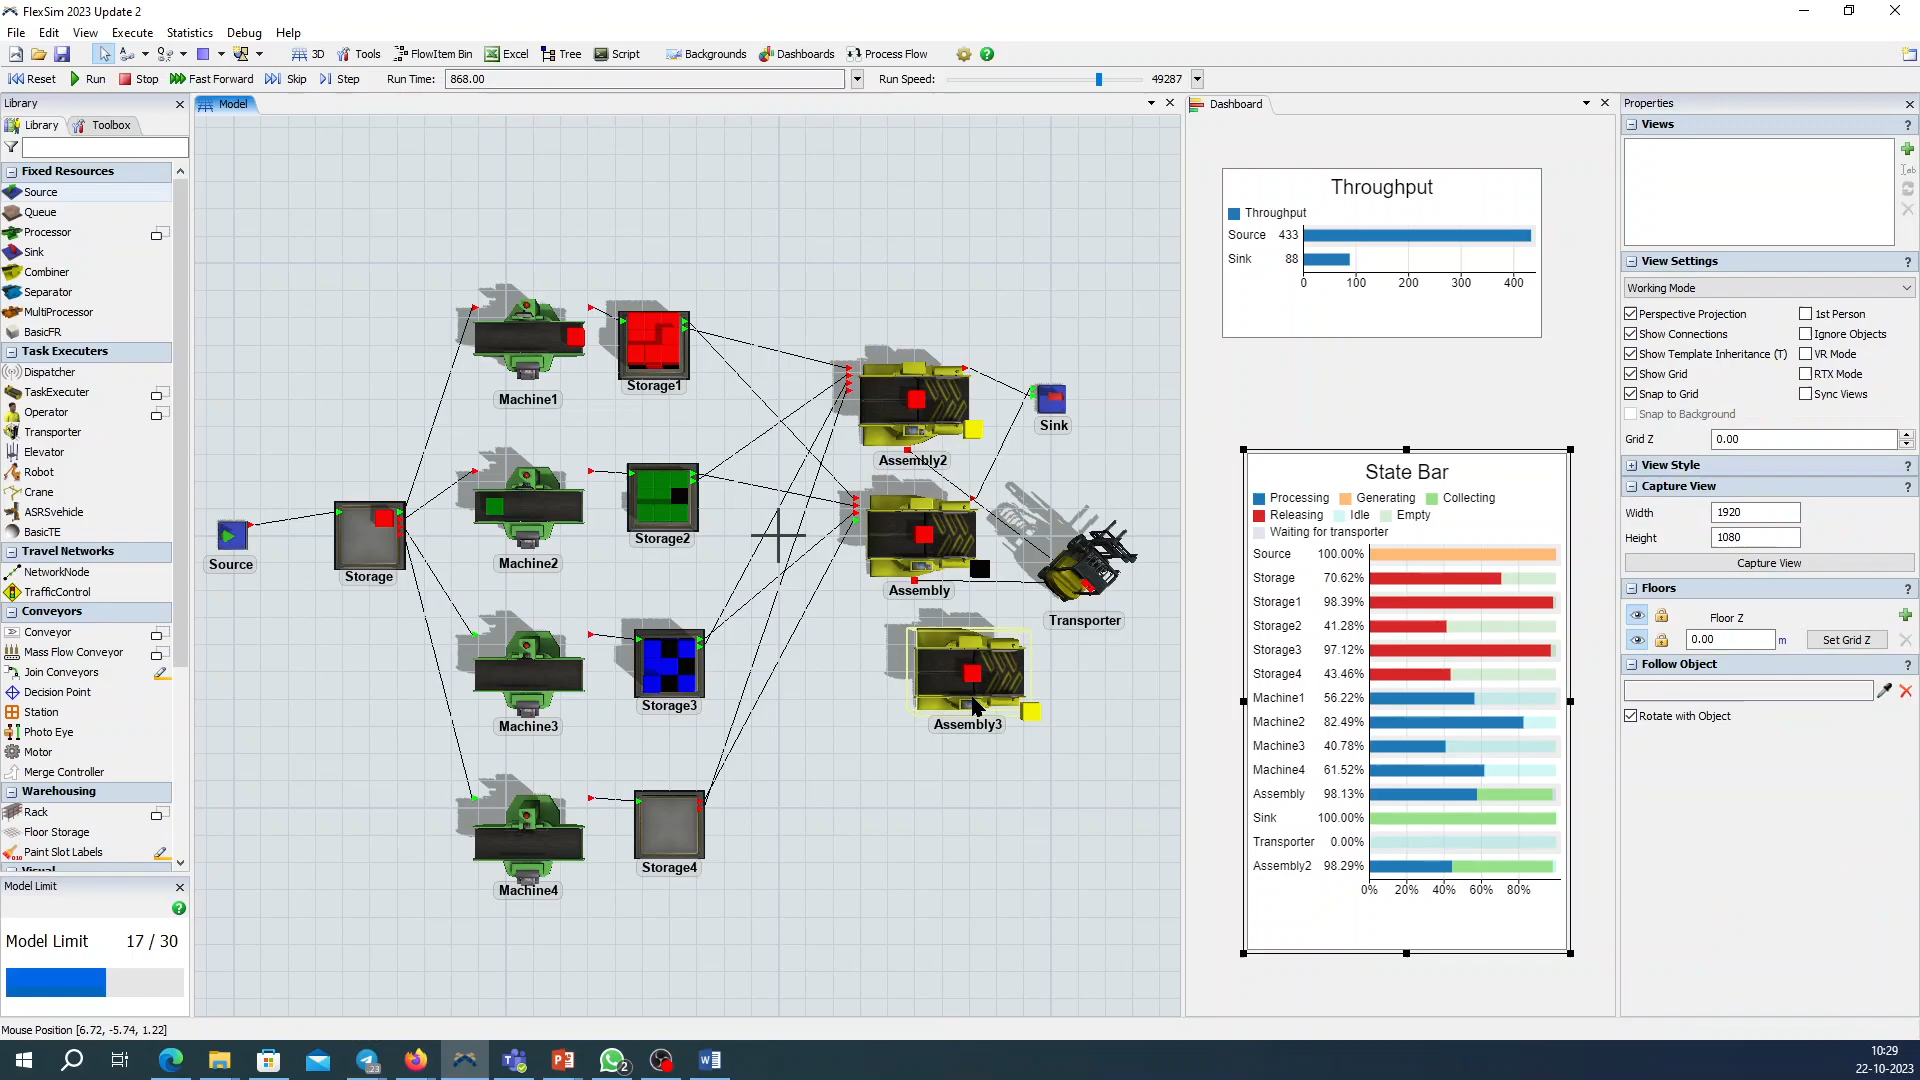 FlexSim 2023 Update 2
File Edit View Execute Statistics Debug Help
3D Tools FlowItem Bin Excel Tree Script Backgrounds Dashboards Process Flow
Reset Run Stop Fast Forward Skip Step Run Time: 868.00 Run Speed: 49287
Library
Library Toolbox
Fixed Resources
Source
Queue
Processor
Sink
Combiner
Separator
MultiProcessor
BasicFR
Task Executers
Dispatcher
TaskExecuter
Operator
Transporter
Elevator
Robot
Crane
ASRSvehicle
BasicTE
Travel Networks
NetworkNode
TrafficControl
Conveyors
Conveyor
Mass Flow Conveyor
Join Conveyors
Decision Point
Station
Photo Eye
Motor
Merge Controller
Warehousing
Rack
Floor Storage
Paint Slot Labels
Visual
Model Limit
Model Limit 17 / 30
Mouse Position [6.72, -5.74, 1.22]
Model
Machine1
Storage1
Sink
Assembly2
Machine2
Storage2
Source
Storage
Assembly
Transporter
Machine3
Storage3
Assembly3
Machine4
Storage4
Dashboard
Throughput
Throughput
Source 433
Sink 88
0 100 200 300 400
State Bar
Processing Generating Collecting
Releasing Idle Empty
Waiting for transporter
Source 100.00%
Storage 70.62%
Storage1 98.39%
Storage2 41.28%
Storage3 97.12%
Storage4 43.46%
Machine1 56.22%
Machine2 82.49%
Machine3 40.78%
Machine4 61.52%
Assembly 98.13%
Sink 100.00%
Transporter 0.00%
Assembly2 98.29%
0% 20% 40% 60% 80%
Properties
Views
View Settings
Working Mode
Perspective Projection 1st Person
Show Connections Ignore Objects
Show Template Inheritance (T) VR Mode
Show Grid RTX Mode
Snap to Grid Sync Views
Snap to Background
Grid Z 0.00
View Style
Capture View
Width 1920
Height 1080
Capture View
Floors
Floor Z
0.00 m Set Grid Z
Follow Object
Rotate with Object
10:29
22-10-2023